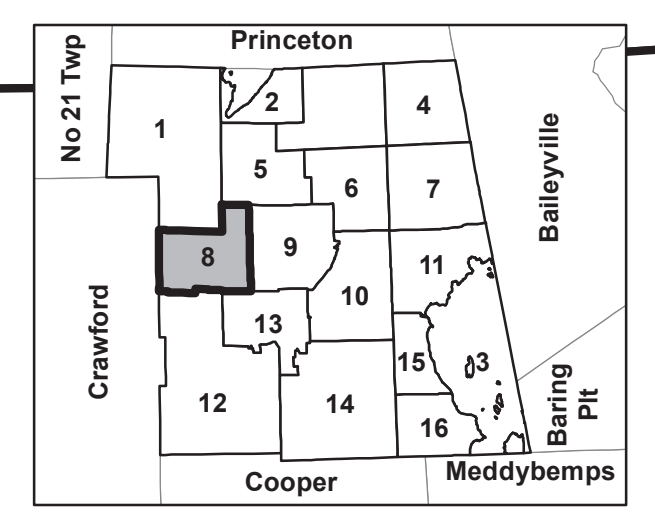 Princeton
No 21 Twp
1
2
4
5
6
7
Baileyville
8
9
10
11
Crawford
13
15
3
12
14
16
Baring
Plt
Cooper
Meddybemps